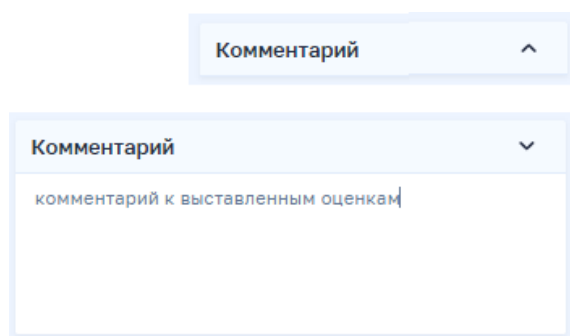 Комментарий
Комментарий
комментарий к выставленным оценкам